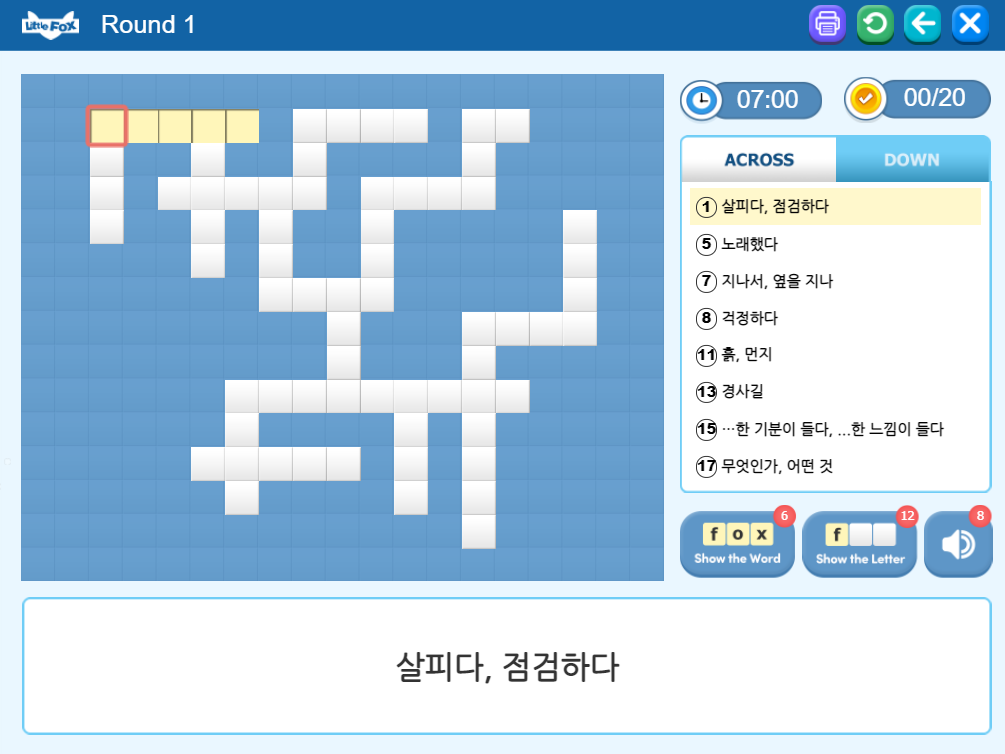 Little Fox Round 1
07:00 00/20
ACROSS DOWN
1 살피다, 점검하다
5 노래했다
7 지나서, 옆을 지나
8 걱정하다
11 흙, 먼지
13 경사길
15 …한 기분이 들다, ...한 느낌이 들다
17 무엇인가, 어떤 것
6 12 8
f o x f
Show the Word Show the Letter
살피다, 점검하다